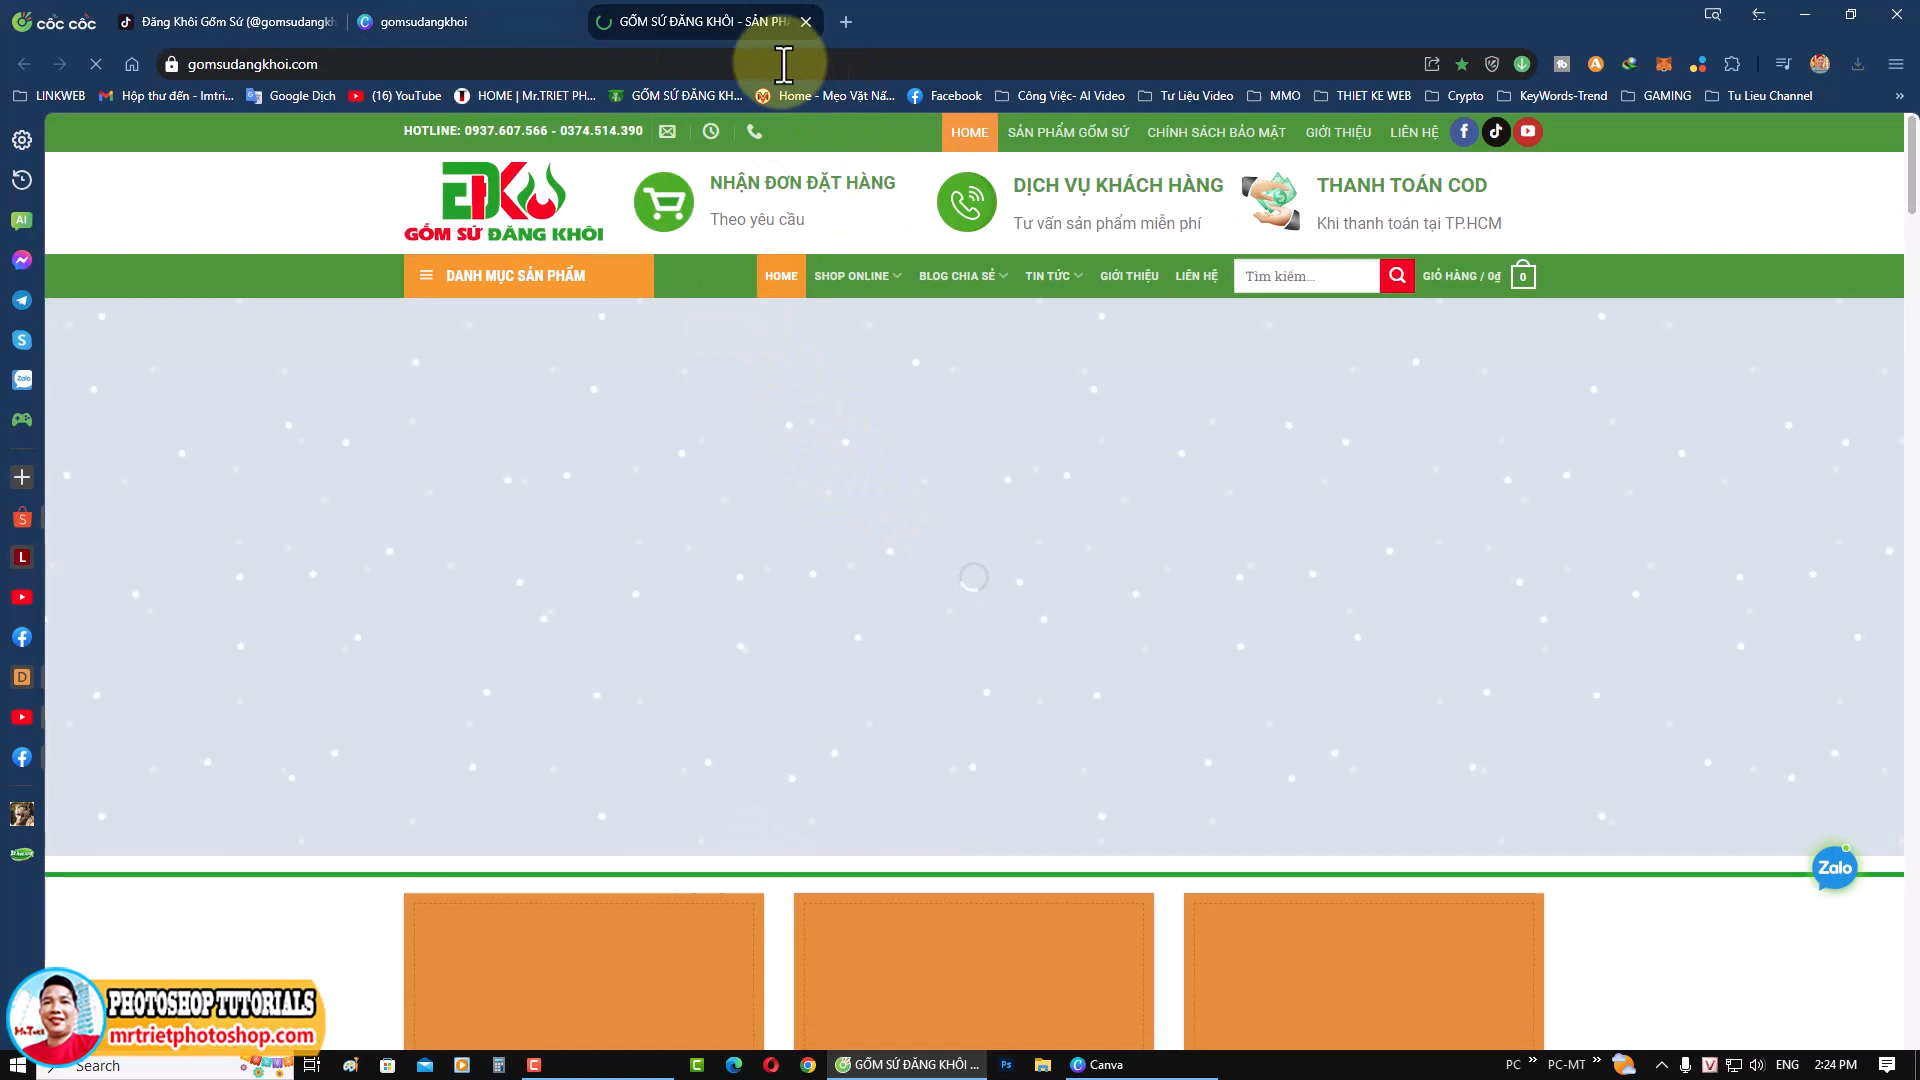 cốc cốc
Đăng Khôi Gốm Sứ (@gomsudangkh
gomsudangkhoi
GỐM SỨ ĐĂNG KHÔI - SẢN PH
gomsudangkhoi.com
LINKWEB
Hộp thư đến - Imtri...
Google Dịch
(16) YouTube
HOME | Mr.TRIET PH...
GỐM SỨ ĐĂNG KH...
Home - Mẹo Vặt Nấ...
Facebook
Công Việc- AI Video
Tư Liệu Video
MMO
THIET KE WEB
Crypto
KeyWords-Trend
GAMING
Tu Lieu Channel
HOTLINE: 0937.607.566 - 0374.514.390
HOME
SẢN PHẨM GỐM SỨ
CHÍNH SÁCH BẢO MẬT
GIỚI THIỆU
LIÊN HỆ
ĐK
GỐM SỨ ĐĂNG KHÔI
NHẬN ĐƠN ĐẶT HÀNG
Theo yêu cầu
DỊCH VỤ KHÁCH HÀNG
Tư vấn sản phẩm miễn phí
THANH TOÁN COD
Khi thanh toán tại TP.HCM
DANH MỤC SẢN PHẨM
HOME
SHOP ONLINE
BLOG CHIA SẺ
TIN TỨC
GIỚI THIỆU
LIÊN HỆ
Tìm kiếm...
GIỎ HÀNG / 0₫
0
AI
Zalo
L
D
Zalo
PHOTOSHOP TUTORIALS
mrtrietphotoshop.com
Search
GỐM SỨ ĐĂNG KHÔI ...
Ps
Canva
PC
PC-MT
V
ENG
2:24 PM